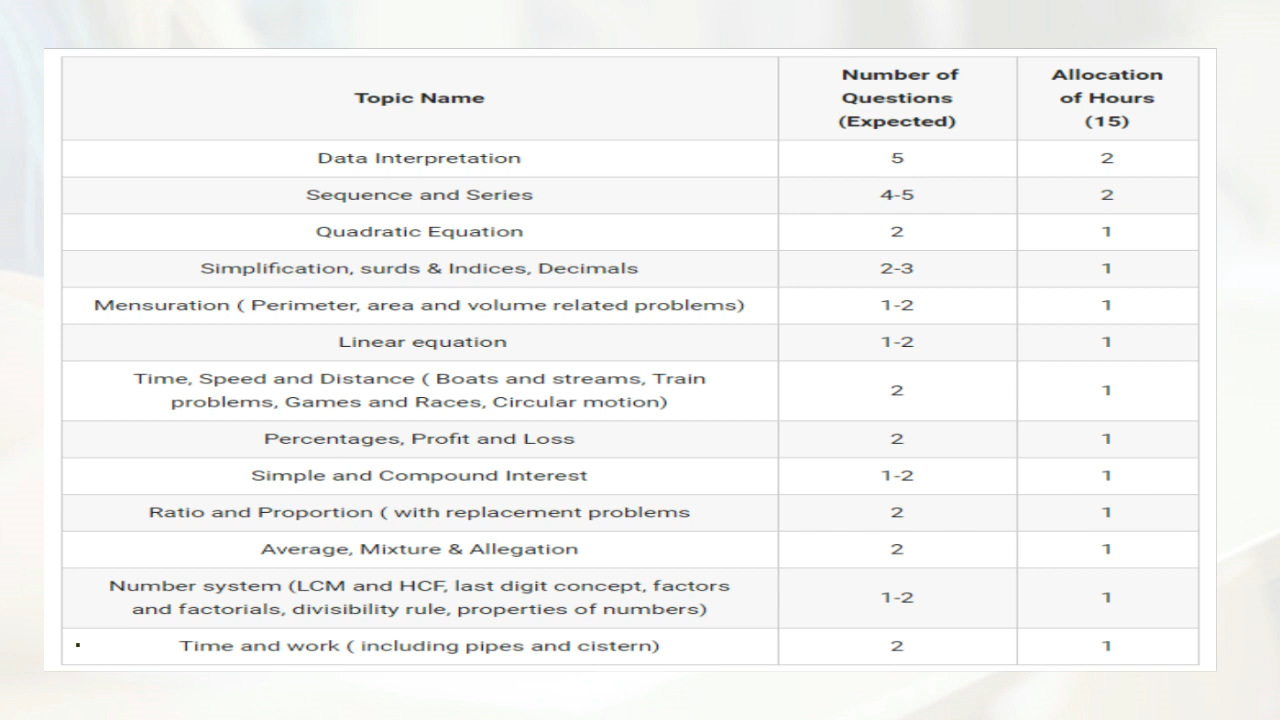 Topic Name
Number of
Questions
(Expected)
Allocation
of Hours
(15)
Data Interpretation 5 2
Sequence and Series 4-5 2
Quadratic Equation 2 1
Simplification, surds & Indices, Decimals 2-3 1
Mensuration ( Perimeter, area and volume related problems) 1-2 1
Linear equation 1-2 1
Time, Speed and Distance ( Boats and streams, Train
problems, Games and Races, Circular motion) 2 1
Percentages, Profit and Loss 2 1
Simple and Compound Interest 1-2 1
Ratio and Proportion ( with replacement problems 2 1
Average, Mixture & Allegation 2 1
Number system (LCM and HCF, last digit concept, factors
and factorials, divisibility rule, properties of numbers) 1-2 1
Time and work ( including pipes and cistern) 2 1